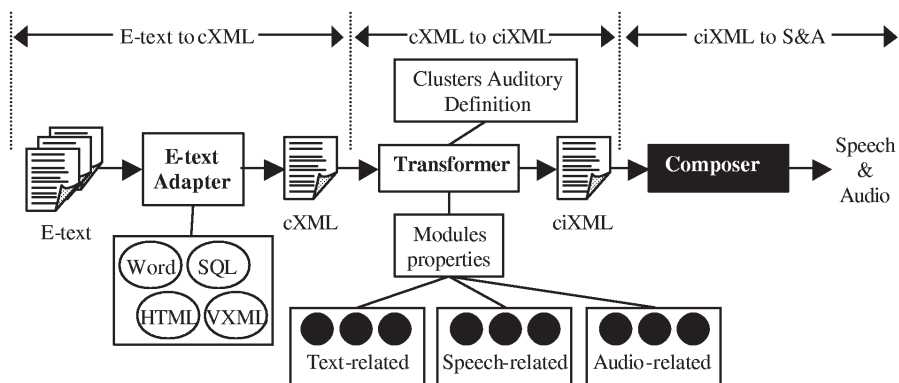 E-text to cXML
cXML to ciXML
ciXML to S&A
Clusters Auditory
Definition
E-text
Adapter
Transformer
Composer
Speech
&
Audio
E-text
cXML
ciXML
Modules
properties
Word
SQL
HTML
VXML
Text-related
Speech-related
Audio-related